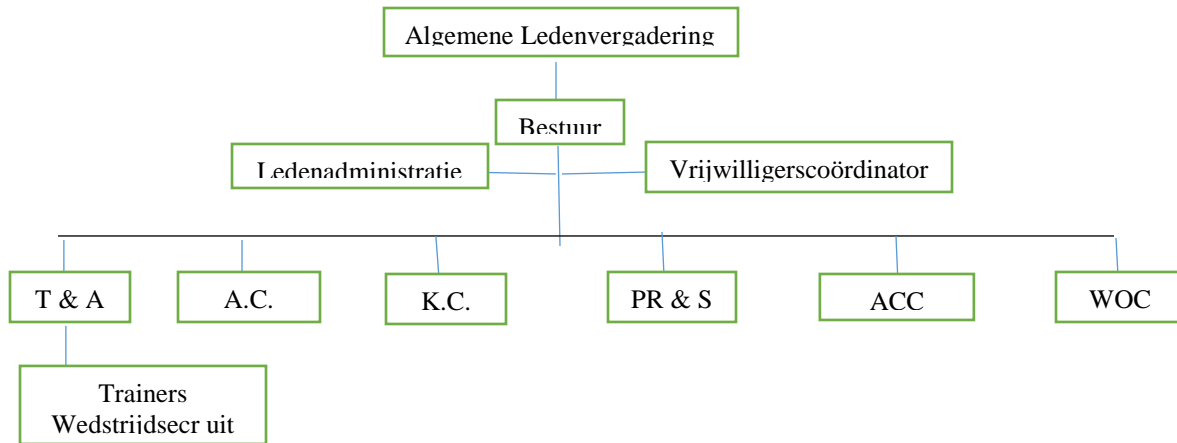 Algemene Ledenvergadering
Bestuur
Ledenadministratie
Vrijwilligerscoördinator
T & A
A.C.
K.C.
PR & S
ACC
WOC
Trainers
Wedstrijdsecr uit